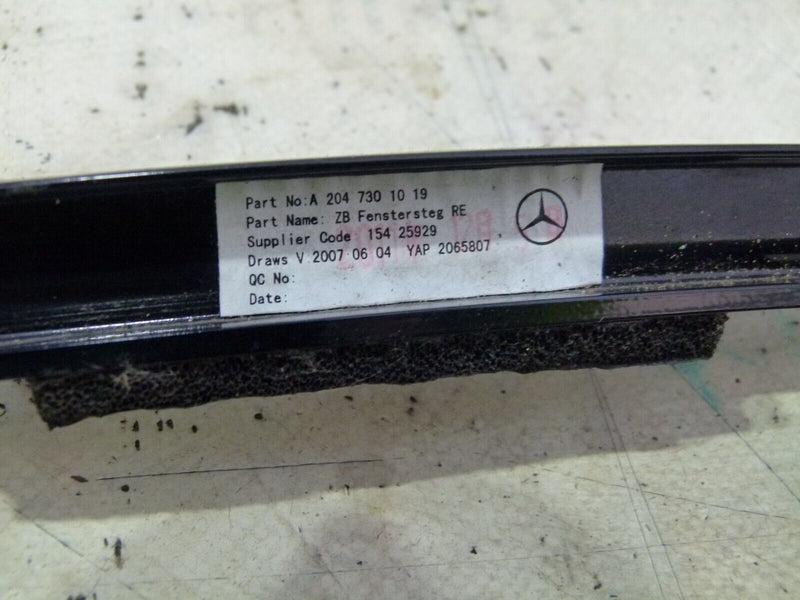 Part No:A 204 730 10 19
Part Name: ZB Fenstersteg RE
Supplier Code 154 25929
Draws V 2007 06 04 YAP 2065807
QC No:
Date: